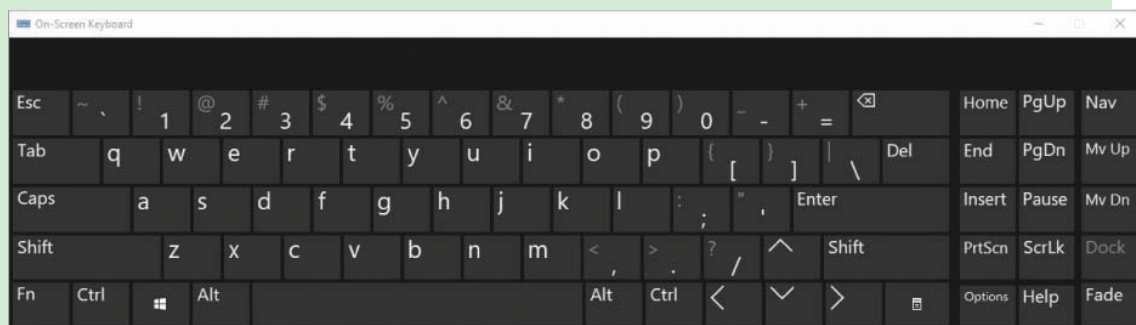 On-Screen Keyboard
Esc ~ ` ! 1 @ 2 # 3 $ 4 % 5 ^ 6 & 7 * 8 ( 9 ) 0 _ - + = Home PgUp Nav
Tab q w e r t y u i o p { [ } ] | \ Del End PgDn Mv Up
Caps a s d f g h j k l : ; " ' Enter Insert Pause Mv Dn
Shift z x c v b n m < , > . ? / Shift PrtScn ScrLk Dock
Fn Ctrl Alt Alt Ctrl Options Help Fade